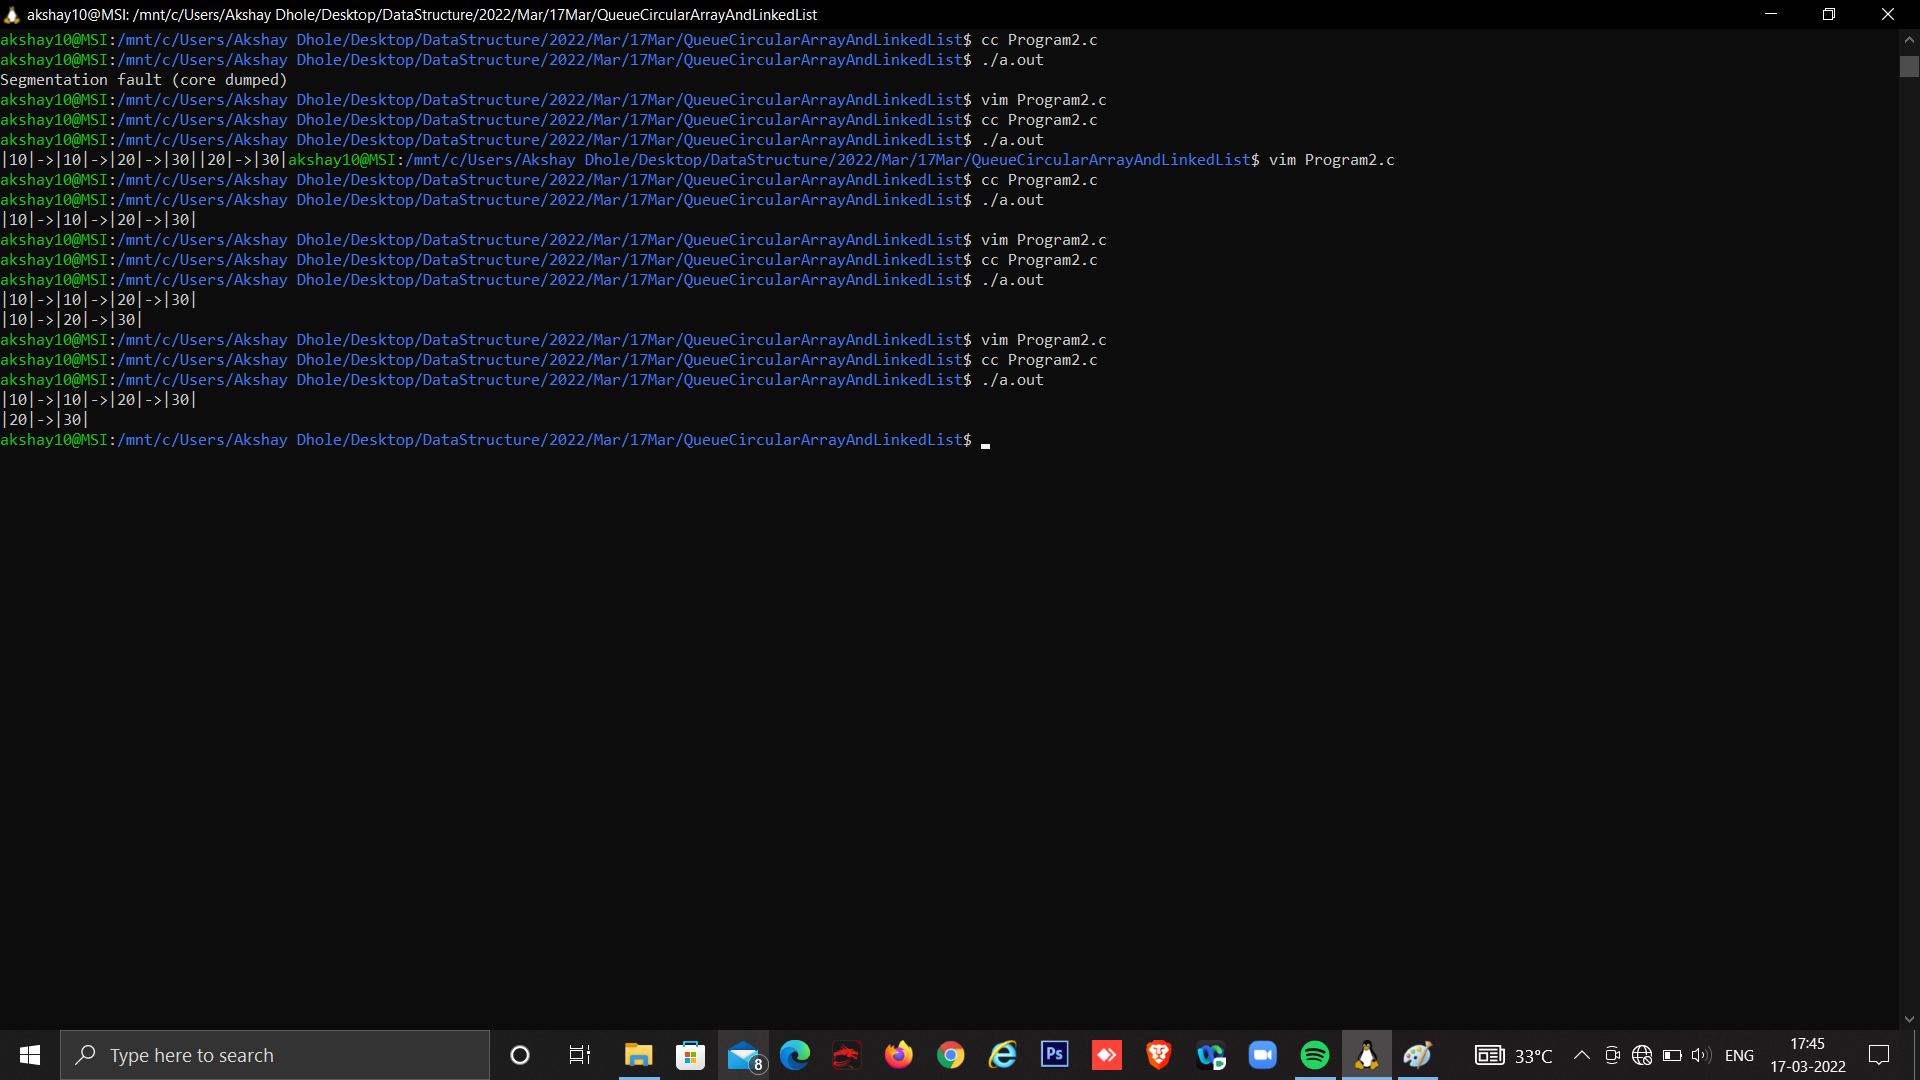 akshay10@MSI: /mnt/c/Users/Akshay Dhole/Desktop/DataStructure/2022/Mar/17Mar/QueueCircularArrayAndLinkedList
akshay10@MSI:/mnt/c/Users/Akshay Dhole/Desktop/DataStructure/2022/Mar/17Mar/QueueCircularArrayAndLinkedList$ cc Program2.c
akshay10@MSI:/mnt/c/Users/Akshay Dhole/Desktop/DataStructure/2022/Mar/17Mar/QueueCircularArrayAndLinkedList$ ./a.out
Segmentation fault (core dumped)
akshay10@MSI:/mnt/c/Users/Akshay Dhole/Desktop/DataStructure/2022/Mar/17Mar/QueueCircularArrayAndLinkedList$ vim Program2.c
akshay10@MSI:/mnt/c/Users/Akshay Dhole/Desktop/DataStructure/2022/Mar/17Mar/QueueCircularArrayAndLinkedList$ cc Program2.c
akshay10@MSI:/mnt/c/Users/Akshay Dhole/Desktop/DataStructure/2022/Mar/17Mar/QueueCircularArrayAndLinkedList$ ./a.out
|10|->|10|->|20|->|30||20|->|30|akshay10@MSI:/mnt/c/Users/Akshay Dhole/Desktop/DataStructure/2022/Mar/17Mar/QueueCircularArrayAndLinkedList$ vim Program2.c
akshay10@MSI:/mnt/c/Users/Akshay Dhole/Desktop/DataStructure/2022/Mar/17Mar/QueueCircularArrayAndLinkedList$ cc Program2.c
akshay10@MSI:/mnt/c/Users/Akshay Dhole/Desktop/DataStructure/2022/Mar/17Mar/QueueCircularArrayAndLinkedList$ ./a.out
|10|->|10|->|20|->|30|
akshay10@MSI:/mnt/c/Users/Akshay Dhole/Desktop/DataStructure/2022/Mar/17Mar/QueueCircularArrayAndLinkedList$ vim Program2.c
akshay10@MSI:/mnt/c/Users/Akshay Dhole/Desktop/DataStructure/2022/Mar/17Mar/QueueCircularArrayAndLinkedList$ cc Program2.c
akshay10@MSI:/mnt/c/Users/Akshay Dhole/Desktop/DataStructure/2022/Mar/17Mar/QueueCircularArrayAndLinkedList$ ./a.out
|10|->|10|->|20|->|30|
|10|->|20|->|30|
akshay10@MSI:/mnt/c/Users/Akshay Dhole/Desktop/DataStructure/2022/Mar/17Mar/QueueCircularArrayAndLinkedList$ vim Program2.c
akshay10@MSI:/mnt/c/Users/Akshay Dhole/Desktop/DataStructure/2022/Mar/17Mar/QueueCircularArrayAndLinkedList$ cc Program2.c
akshay10@MSI:/mnt/c/Users/Akshay Dhole/Desktop/DataStructure/2022/Mar/17Mar/QueueCircularArrayAndLinkedList$ ./a.out
|10|->|10|->|20|->|30|
|20|->|30|
akshay10@MSI:/mnt/c/Users/Akshay Dhole/Desktop/DataStructure/2022/Mar/17Mar/QueueCircularArrayAndLinkedList$
Type here to search
8
Ps
33°C
ENG
17:45
17-03-2022